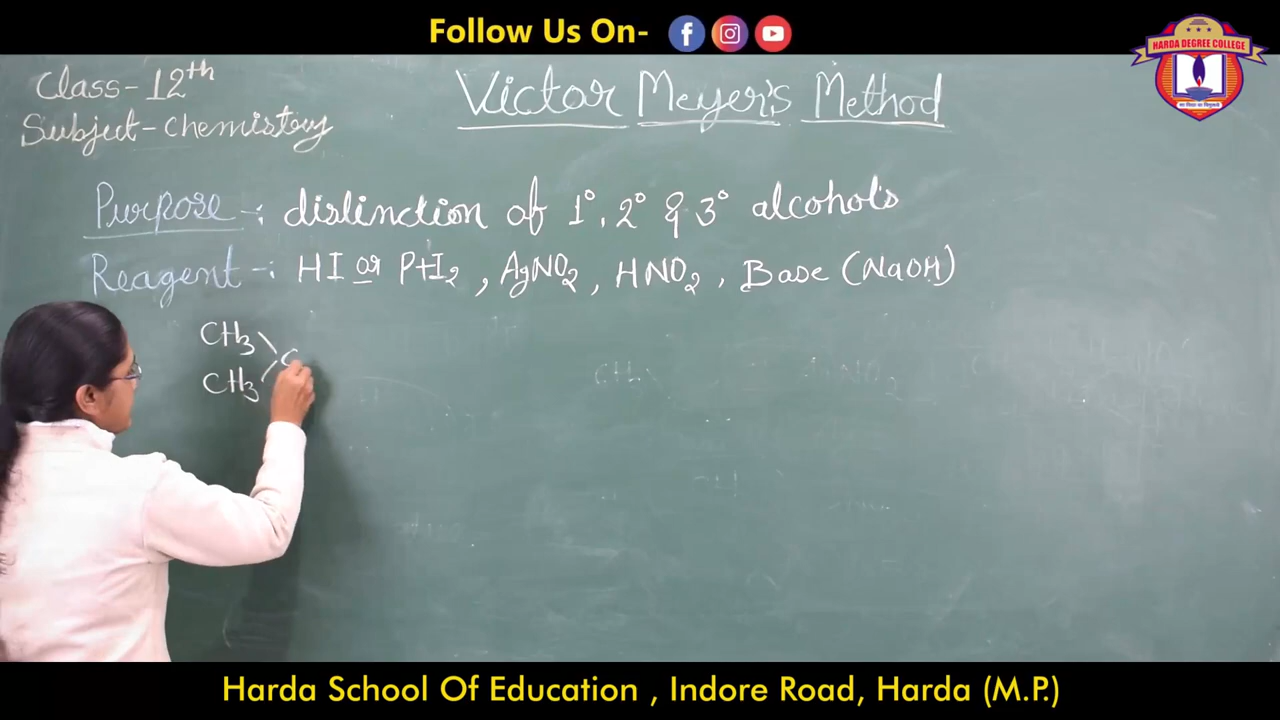 Follow Us On-
HARDA DEGREE COLLEGE
Class-12th
Subject-Chemistry
Victor Meyer's Method
Purpose-: distinction of 1°, 2° & 3° alcohols
Reagent-: HI or P+I2, AgNO2, HNO2, Base (NaOH)
CH3
C
CH3
Harda School Of Education , Indore Road, Harda (M.P.)